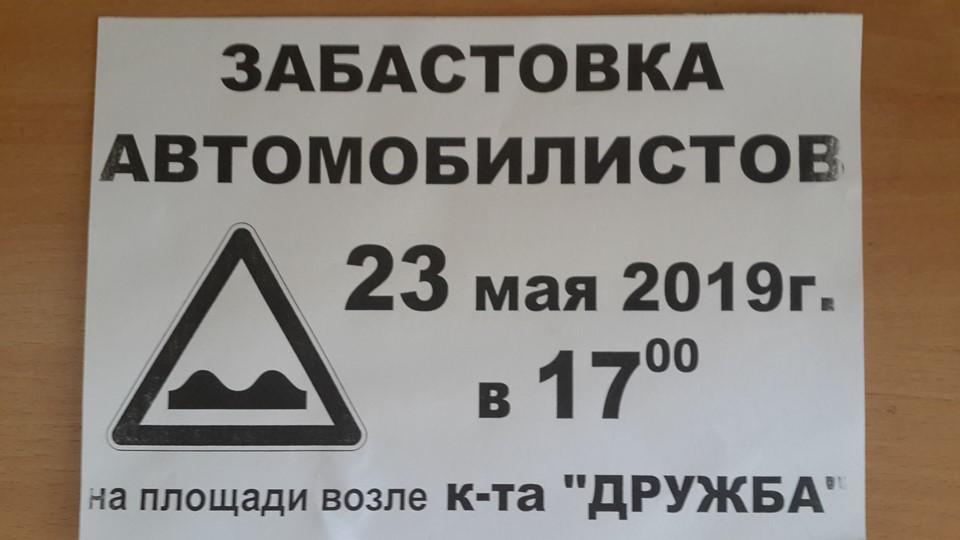 ЗАБАСТОВКА
АВТОМОБИЛИСТОВ
23 мая 2019г.
в 17⁰⁰
на площади возле к-та "ДРУЖБА"